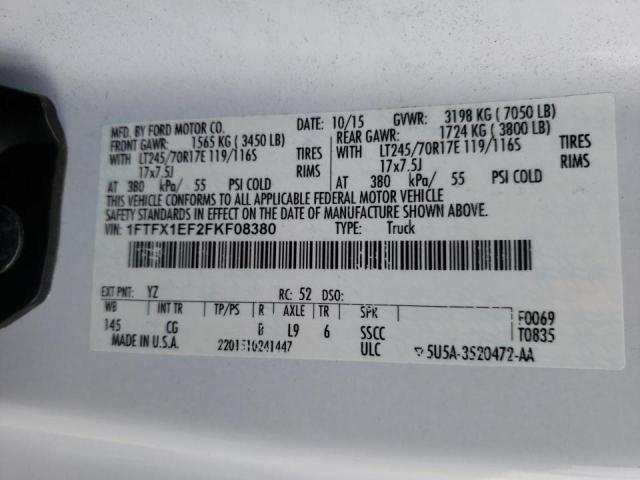 MFD. BY FORD MOTOR CO. DATE: 10/15 GVWR: 3198 KG ( 7050 LB)
FRONT GAWR: 1565 KG ( 3450 LB) REAR GAWR: 1724 KG ( 3800 LB)
WITH LT245/70R17E 119/116S TIRES WITH LT245/70R17E 119/116S TIRES
17x7.5J RIMS 17x7.5J RIMS
AT 380 kPa/ 55 PSI COLD AT 380 kPa/ 55 PSI COLD
THIS VEHICLE CONFORMS TO ALL APPLICABLE FEDERAL MOTOR VEHICLE
SAFETY STANDARDS IN EFFECT ON THE DATE OF MANUFACTURE SHOWN ABOVE.
VIN: 1FTFX1EF2FKF08380 TYPE: Truck
EXT PNT: YZ RC: 52 DSO:
WB INT TR TP/PS R AXLE TR SPR F0069
145 CG L9 6 SSCC T0835
MADE IN U.S.A. 2201510241447 ULC 5U5A-3520472-AA